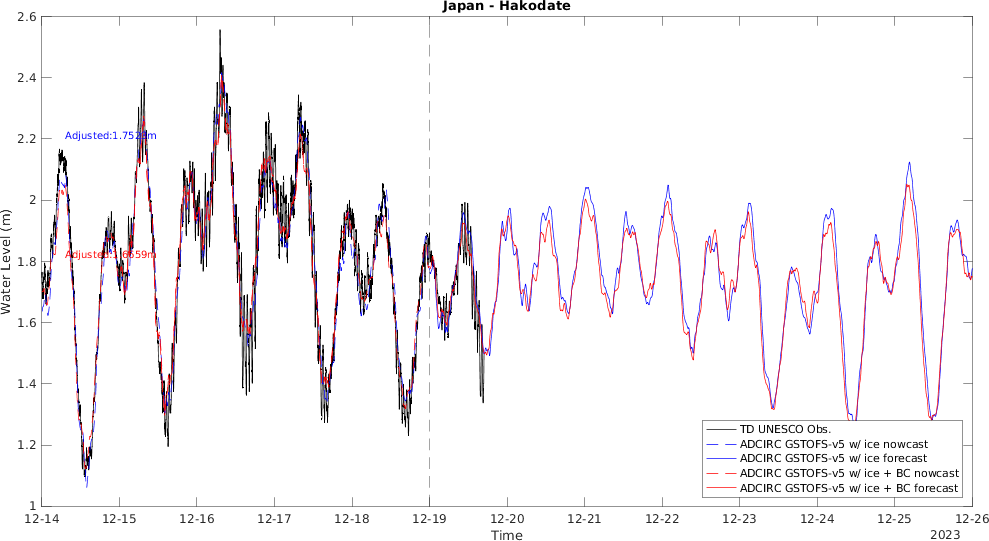 Japan - Hakodate
2.6
2.4
2.2
2
1.8
1.6
1.4
1.2
1
Water Level (m)
Adjusted:1.7522m
TD UNESCO Obs.
ADCIRC GSTOFS-v5 w/ ice nowcast
ADCIRC GSTOFS-v5 w/ ice forecast
ADCIRC GSTOFS-v5 w/ ice + BC nowcast
ADCIRC GSTOFS-v5 w/ ice + BC forecast
12-14 12-15 12-16 12-17 12-18 12-19 12-20 12-21 12-22 12-23 12-24 12-25 12-26
Time
2023